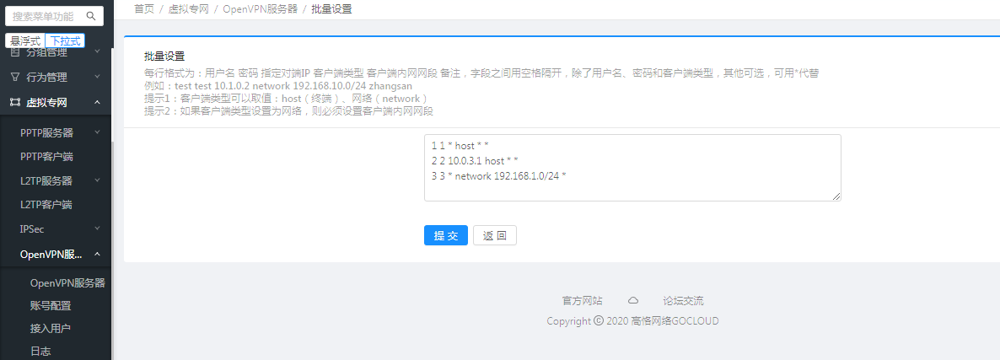 搜索菜单功能
悬浮式 下拉式
分组管理
行为管理
虚拟专网
PPTP服务器
PPTP客户端
L2TP服务器
L2TP客户端
IPSec
OpenVPN服...
OpenVPN服务器
账号配置
接入用户
日志
首页 / 虚拟专网 / OpenVPN服务器 / 批量设置
批量设置
每行格式为：用户名 密码 指定对端IP 客户端类型 客户端内网网段 备注，字段之间用空格隔开，除了用户名、密码和客户端类型，其他可选，可用*代替
例如：test test 10.1.0.2 network 192.168.10.0/24 zhangsan
提示1：客户端类型可以取值：host（终端）、网络（network）
提示2：如果客户端类型设置为网络，则必须设置客户端内网网段
1 1 * host * *
2 2 10.0.3.1 host * *
3 3 * network 192.168.1.0/24 *
提 交 返 回
官方网站 论坛交流
Copyright © 2020 高恪网络GOCLOUD